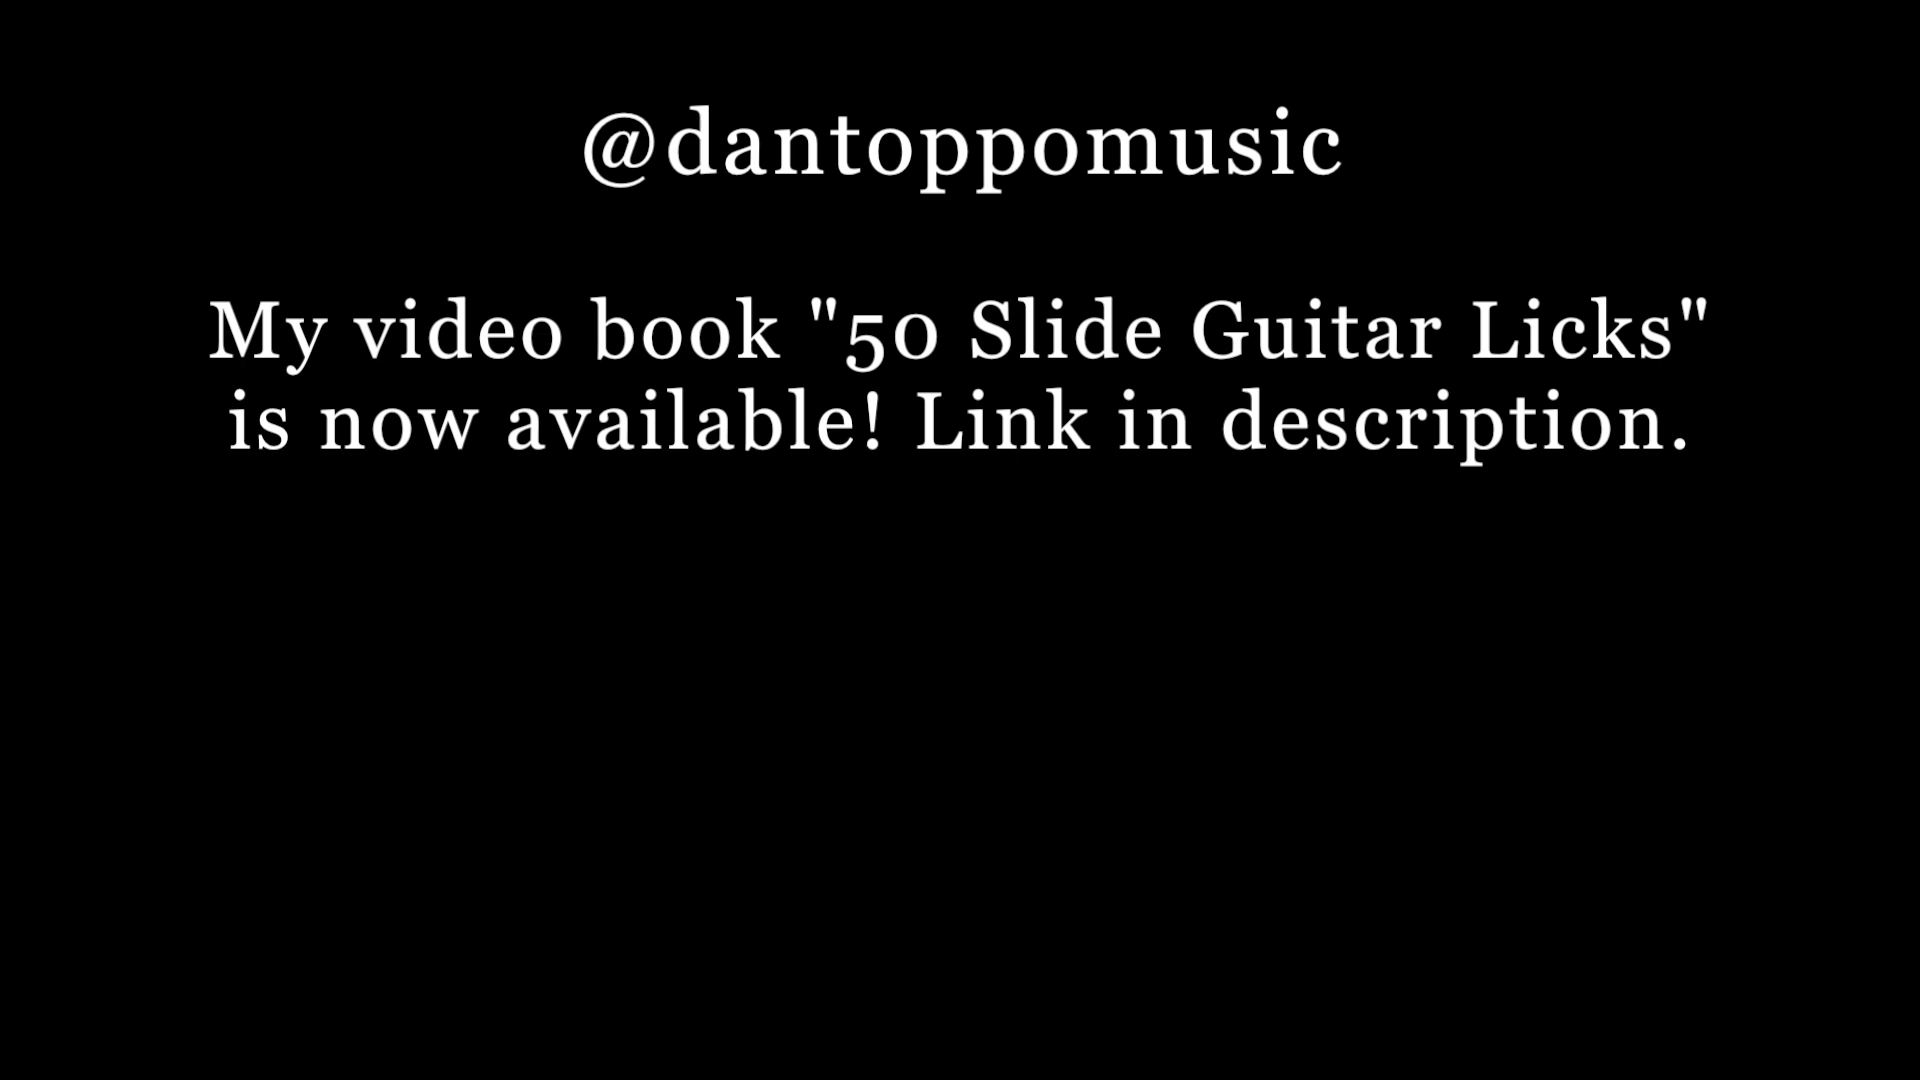 @dantoppomusic
My video book "50 Slide Guitar Licks"
is now available! Link in description.